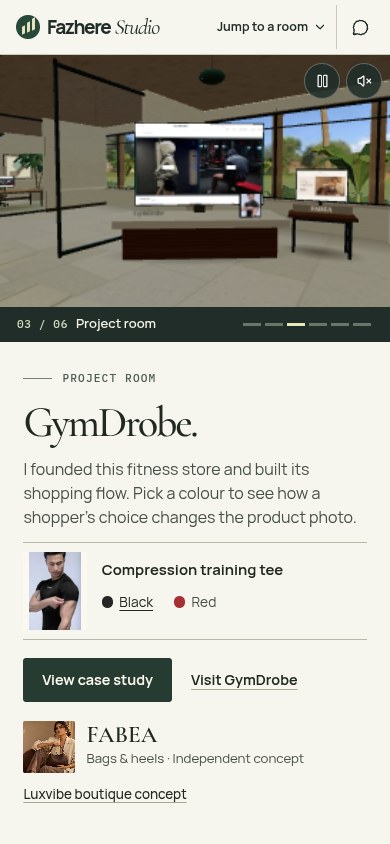 Fazhere Studio
Jump to a room
03 / 06 Project room
PROJECT ROOM
GymDrobe.
I founded this fitness store and built its
shopping flow. Pick a colour to see how a
shopper's choice changes the product photo.
Compression training tee
Black Red
View case study Visit GymDrobe
FABEA
Bags & heels · Independent concept
Luxvibe boutique concept